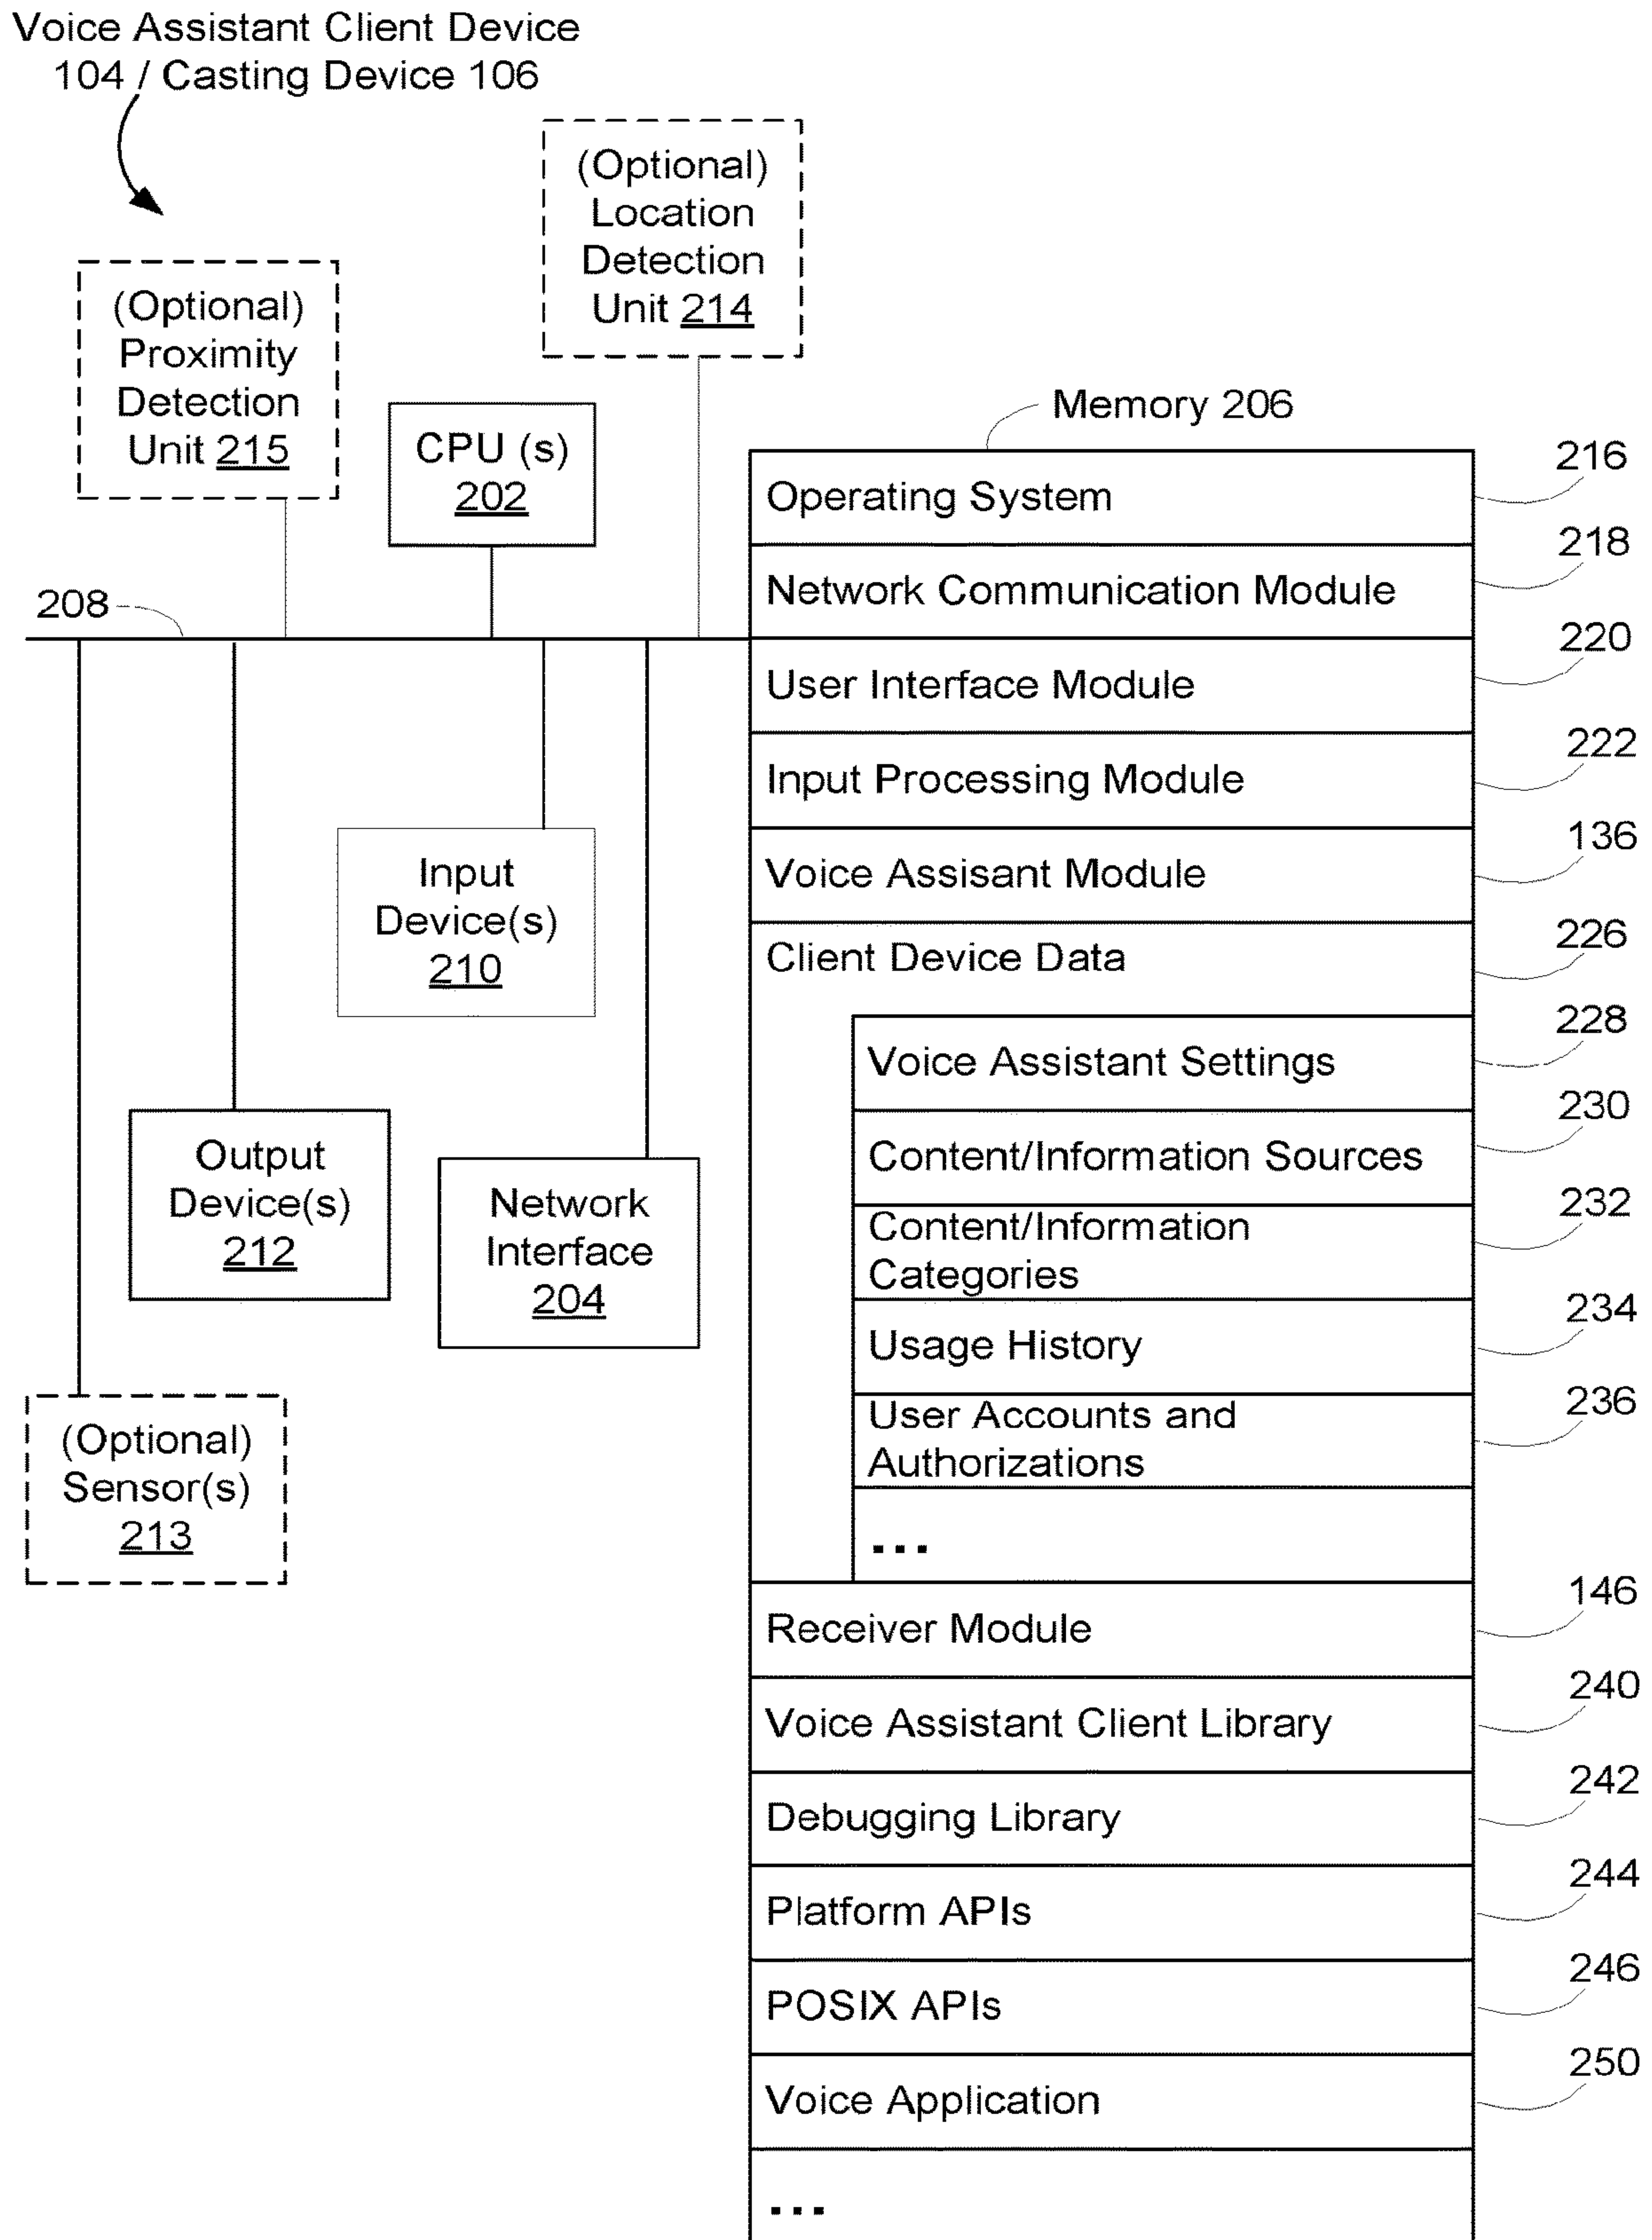 Voice Assistant Client Device
104 / Casting Device 106
(Optional)
Location
Detection
Unit 214
(Optional)
Proximity
Detection
Unit 215
CPU (s)
202
208
Input
Device(s)
210
Output
Device(s)
212
Network
Interface
204
(Optional)
Sensor(s)
213
Memory 206
Operating System
216
Network Communication Module
218
User Interface Module
220
Input Processing Module
222
Voice Assisant Module
136
Client Device Data
226
Voice Assistant Settings
228
Content/Information Sources
230
Content/Information
Categories
232
Usage History
234
User Accounts and
Authorizations
236
...
Receiver Module
146
Voice Assistant Client Library
240
Debugging Library
242
Platform APIs
244
POSIX APIs
246
Voice Application
250
...